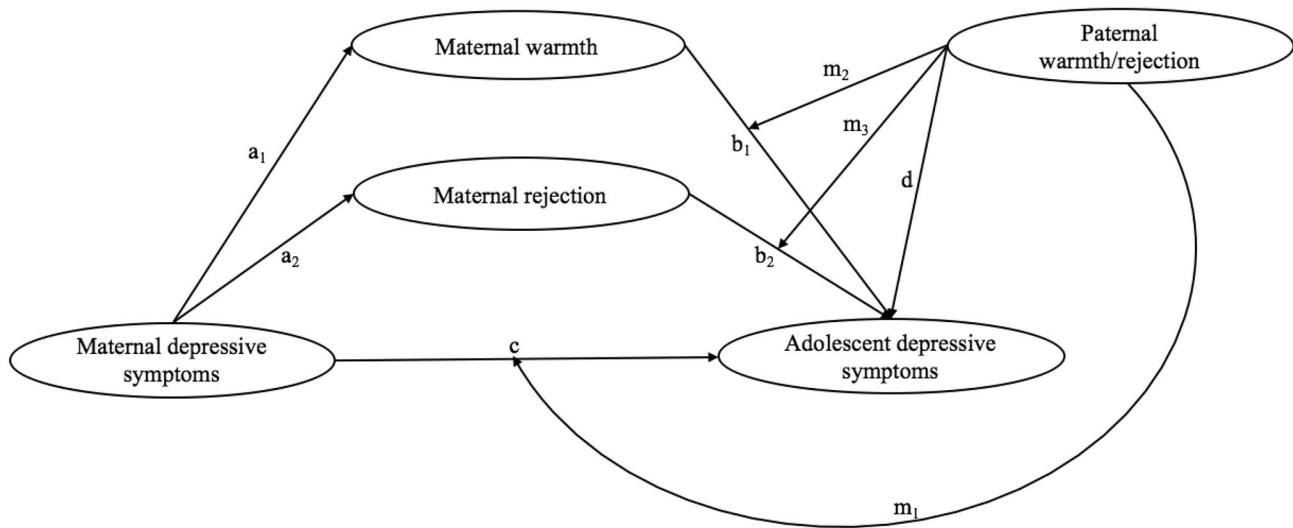 Maternal warmth
Paternal
warmth/rejection
m₂
m₃
a₁
b₁
d
Maternal rejection
a₂
b₂
Maternal depressive
symptoms
c
Adolescent depressive
symptoms
m₁